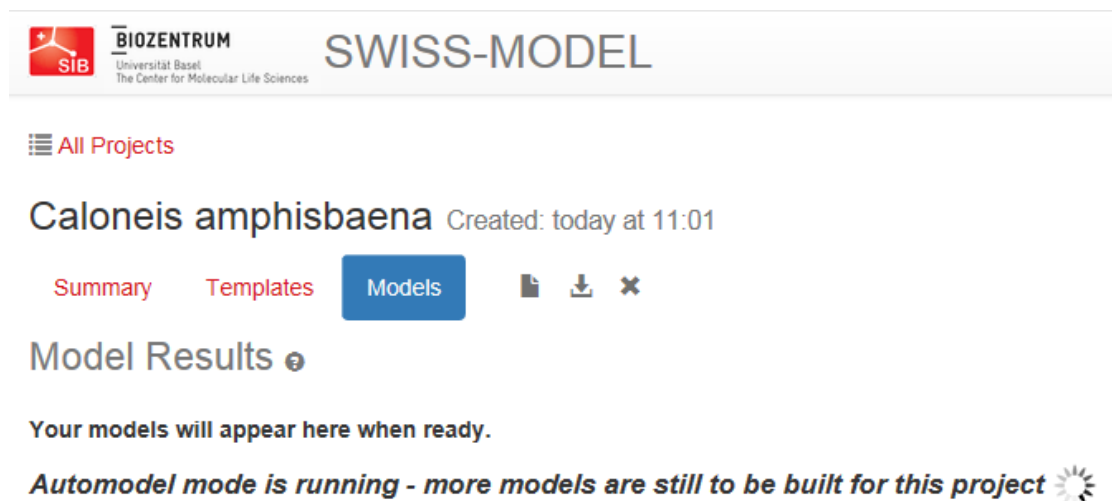 SIB
BIOZENTRUM
Universität Basel
The Center for Molecular Life Sciences
SWISS-MODEL
All Projects
Caloneis amphisbaena Created: today at 11:01
Summary Templates Models
Model Results ?
Your models will appear here when ready.
Automodel mode is running - more models are still to be built for this project